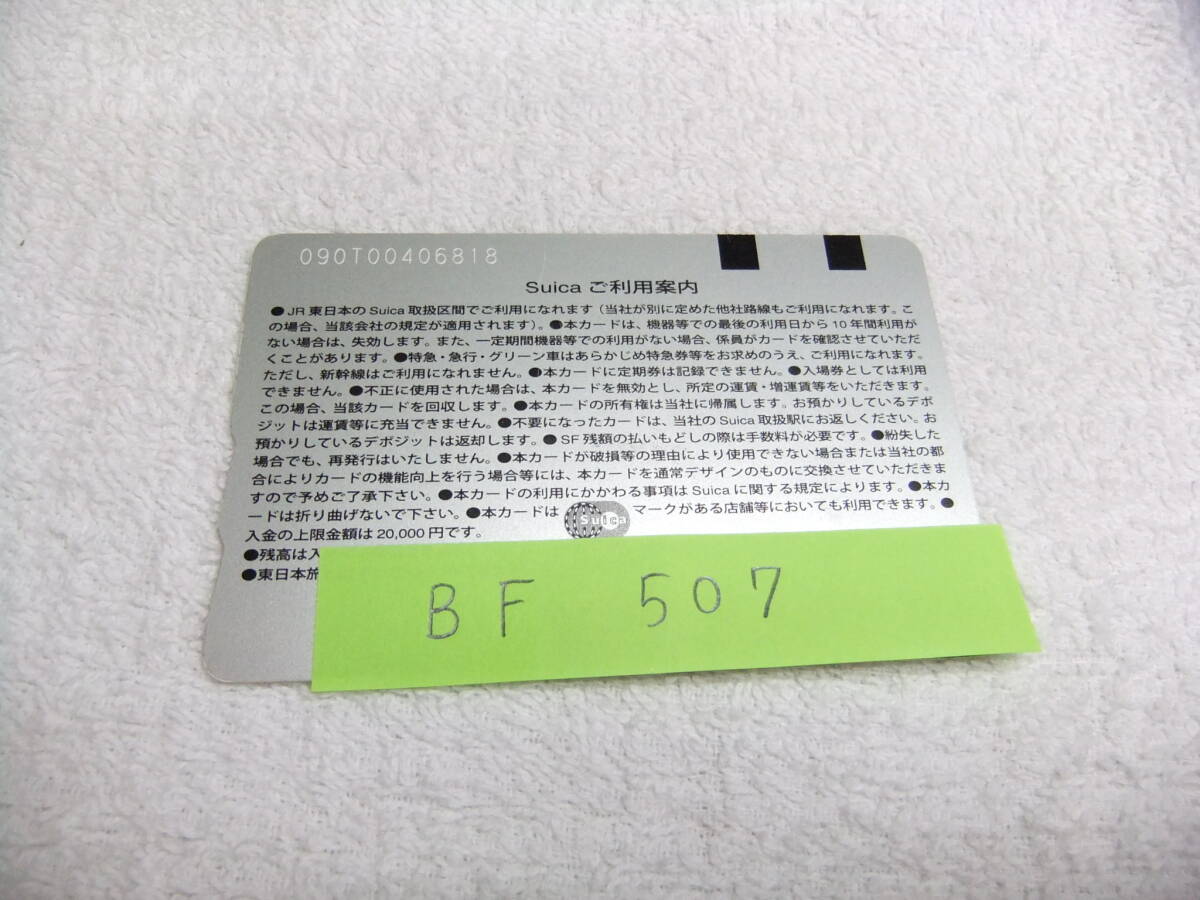 090T00406818
Suica ご利用案内
●JR 東日本の Suica 取扱区間でご利用になれます（当社が別に定めた他社路線もご利用になれます。こ
の場合、当該会社の規定が適用されます）。●本カードは、機器等での最後の利用日から 10 年間利用が
ない場合は、失効します。また、一定期間機器等での利用がない場合、係員がカードを確認させていただ
くことがあります。●特急・急行・グリーン車はあらかじめ特急券等をお求めのうえ、ご利用になれます。
ただし、新幹線はご利用になれません。●本カードに定期券は記録できません。●入場券としては利用
できません。●不正に使用された場合は、本カードを無効とし、所定の運賃・増運賃等をいただきます。
この場合、当該カードを回収します。●本カードの所有権は当社に帰属します。お預かりしているデポ
ジットは運賃等に充当できません。●不要になったカードは、当社の Suica 取扱駅にお返しください。お
預かりしているデポジットは返却します。●SF 残額の払いもどしの際は手数料が必要です。●紛失した
場合でも、再発行はいたしません。●本カードが破損等の理由により使用できない場合または当社の都
合によりカードの機能向上を行う場合等には、本カードを通常デザインのものに交換させていただきま
すので予めご了承下さい。●本カードの利用にかかわる事項は Suica に関する規定によります。●本カ
ードは折り曲げないで下さい。●本カードは Suica マークがある店舗等においても利用できます。●
入金の上限金額は 20,000 円です。
●残高は入
●東日本旅
BF 507